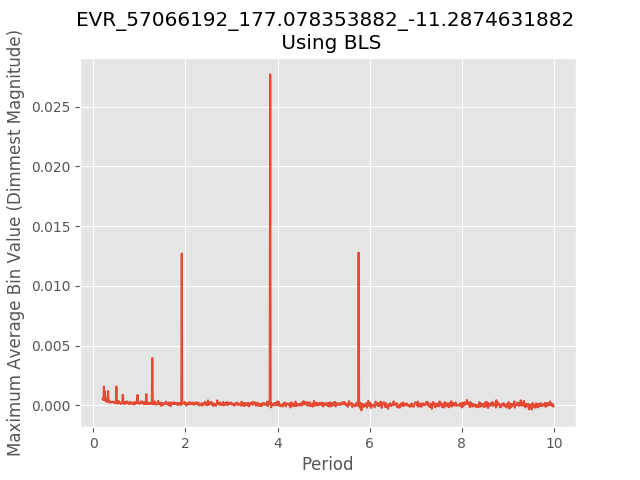 EVR_57066192_177.078353882_-11.2874631882
Using BLS
Maximum Average Bin Value (Dimmest Magnitude)
0.025
0.020
0.015
0.010
0.005
0.000
0 2 4 6 8 10
Period